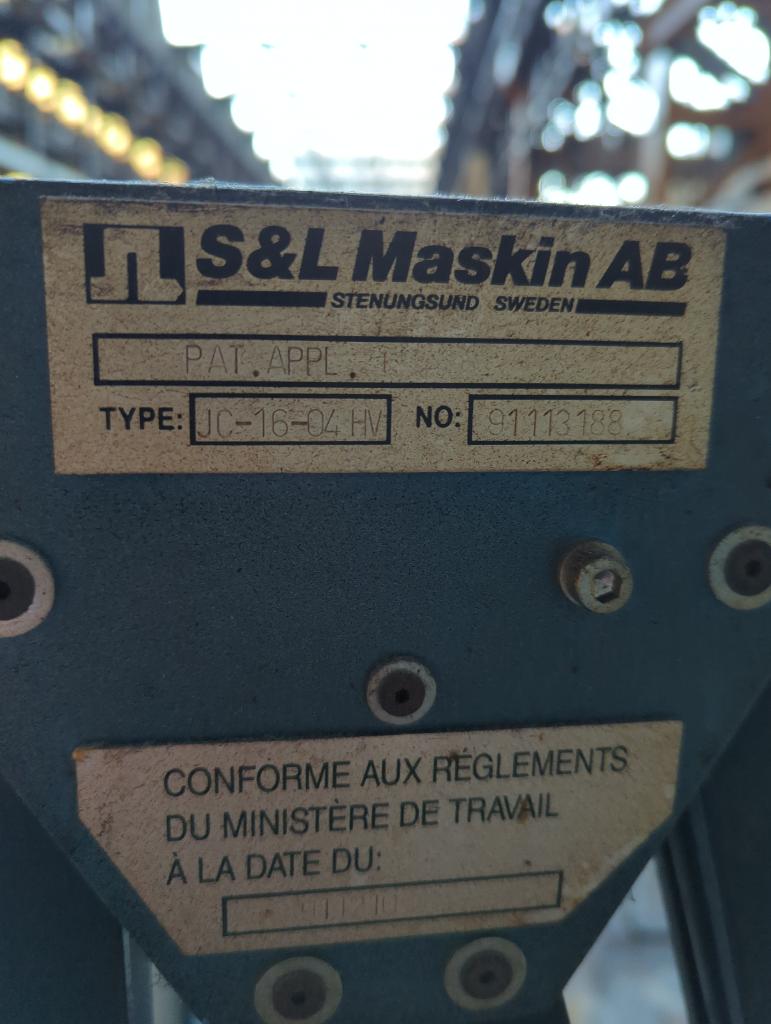 S&L Maskin AB
STENUNGSUND SWEDEN
PAT.APPL.
TYPE: JC-16-04 HV NO: 91113188
CONFORME AUX RÉGLEMENTS
DU MINISTÈRE DE TRAVAIL
À LA DATE DU: